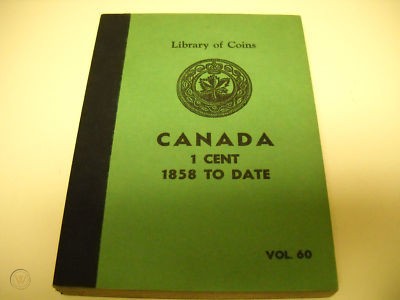 Library of Coins
CANADA
1 CENT
1858 TO DATE
VOL. 60